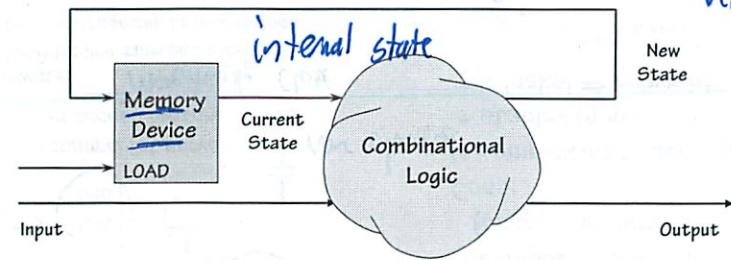 internal state
New
State
Memory
Device
LOAD
Current
State
Combinational
Logic
Input
Output